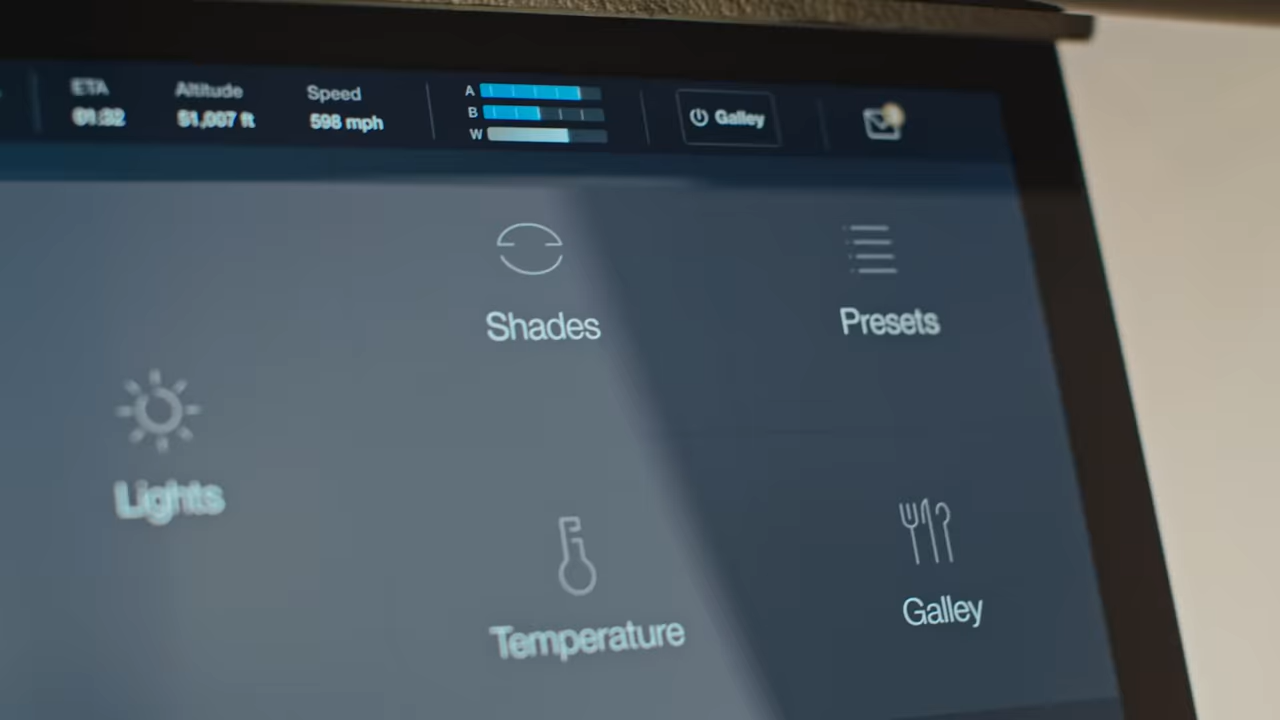 ETA
Altitude
Speed
51,007 ft
598 mph
A
B
W
Galley
Shades
Presets
Lights
Temperature
Galley